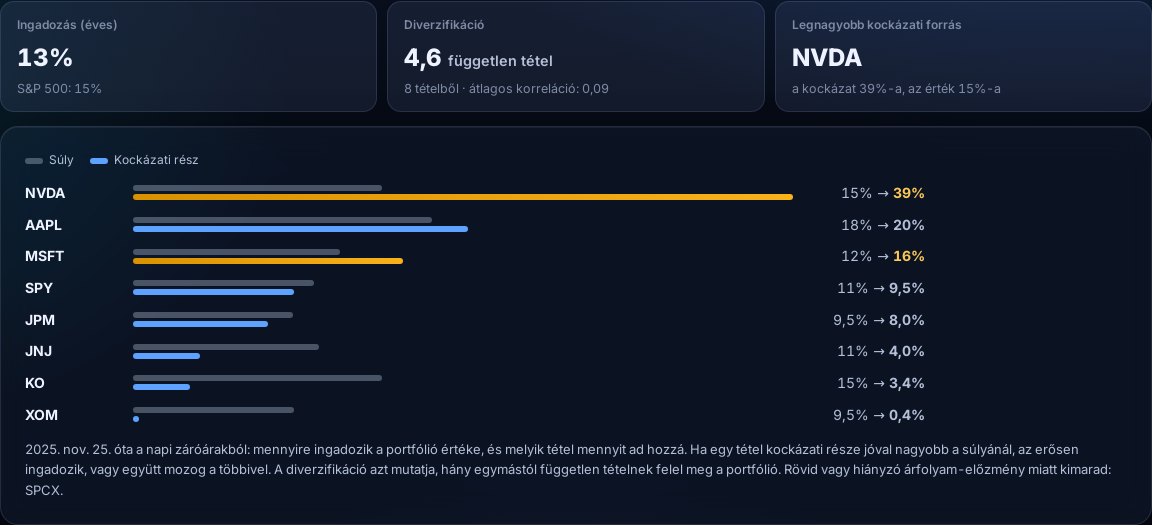 Ingadozás (éves)
13%
S&P 500: 15%
Diverzifikáció
4,6 független tétel
8 tételből · átlagos korreláció: 0,09
Legnagyobb kockázati forrás
NVDA
a kockázat 39%-a, az érték 15%-a
Súly
Kockázati rész
NVDA 15% → 39%
AAPL 18% → 20%
MSFT 12% → 16%
SPY 11% → 9,5%
JPM 9,5% → 8,0%
JNJ 11% → 4,0%
KO 15% → 3,4%
XOM 9,5% → 0,4%
2025. nov. 25. óta a napi záróárakból: mennyire ingadozik a portfólió értéke, és melyik tétel mennyit ad hozzá. Ha egy tétel kockázati része jóval nagyobb a súlyánál, az erősen
ingadozik, vagy együtt mozog a többivel. A diverzifikáció azt mutatja, hány egymástól független tételnek felel meg a portfólió. Rövid vagy hiányzó árfolyam-előzmény miatt kimarad:
SPCX.